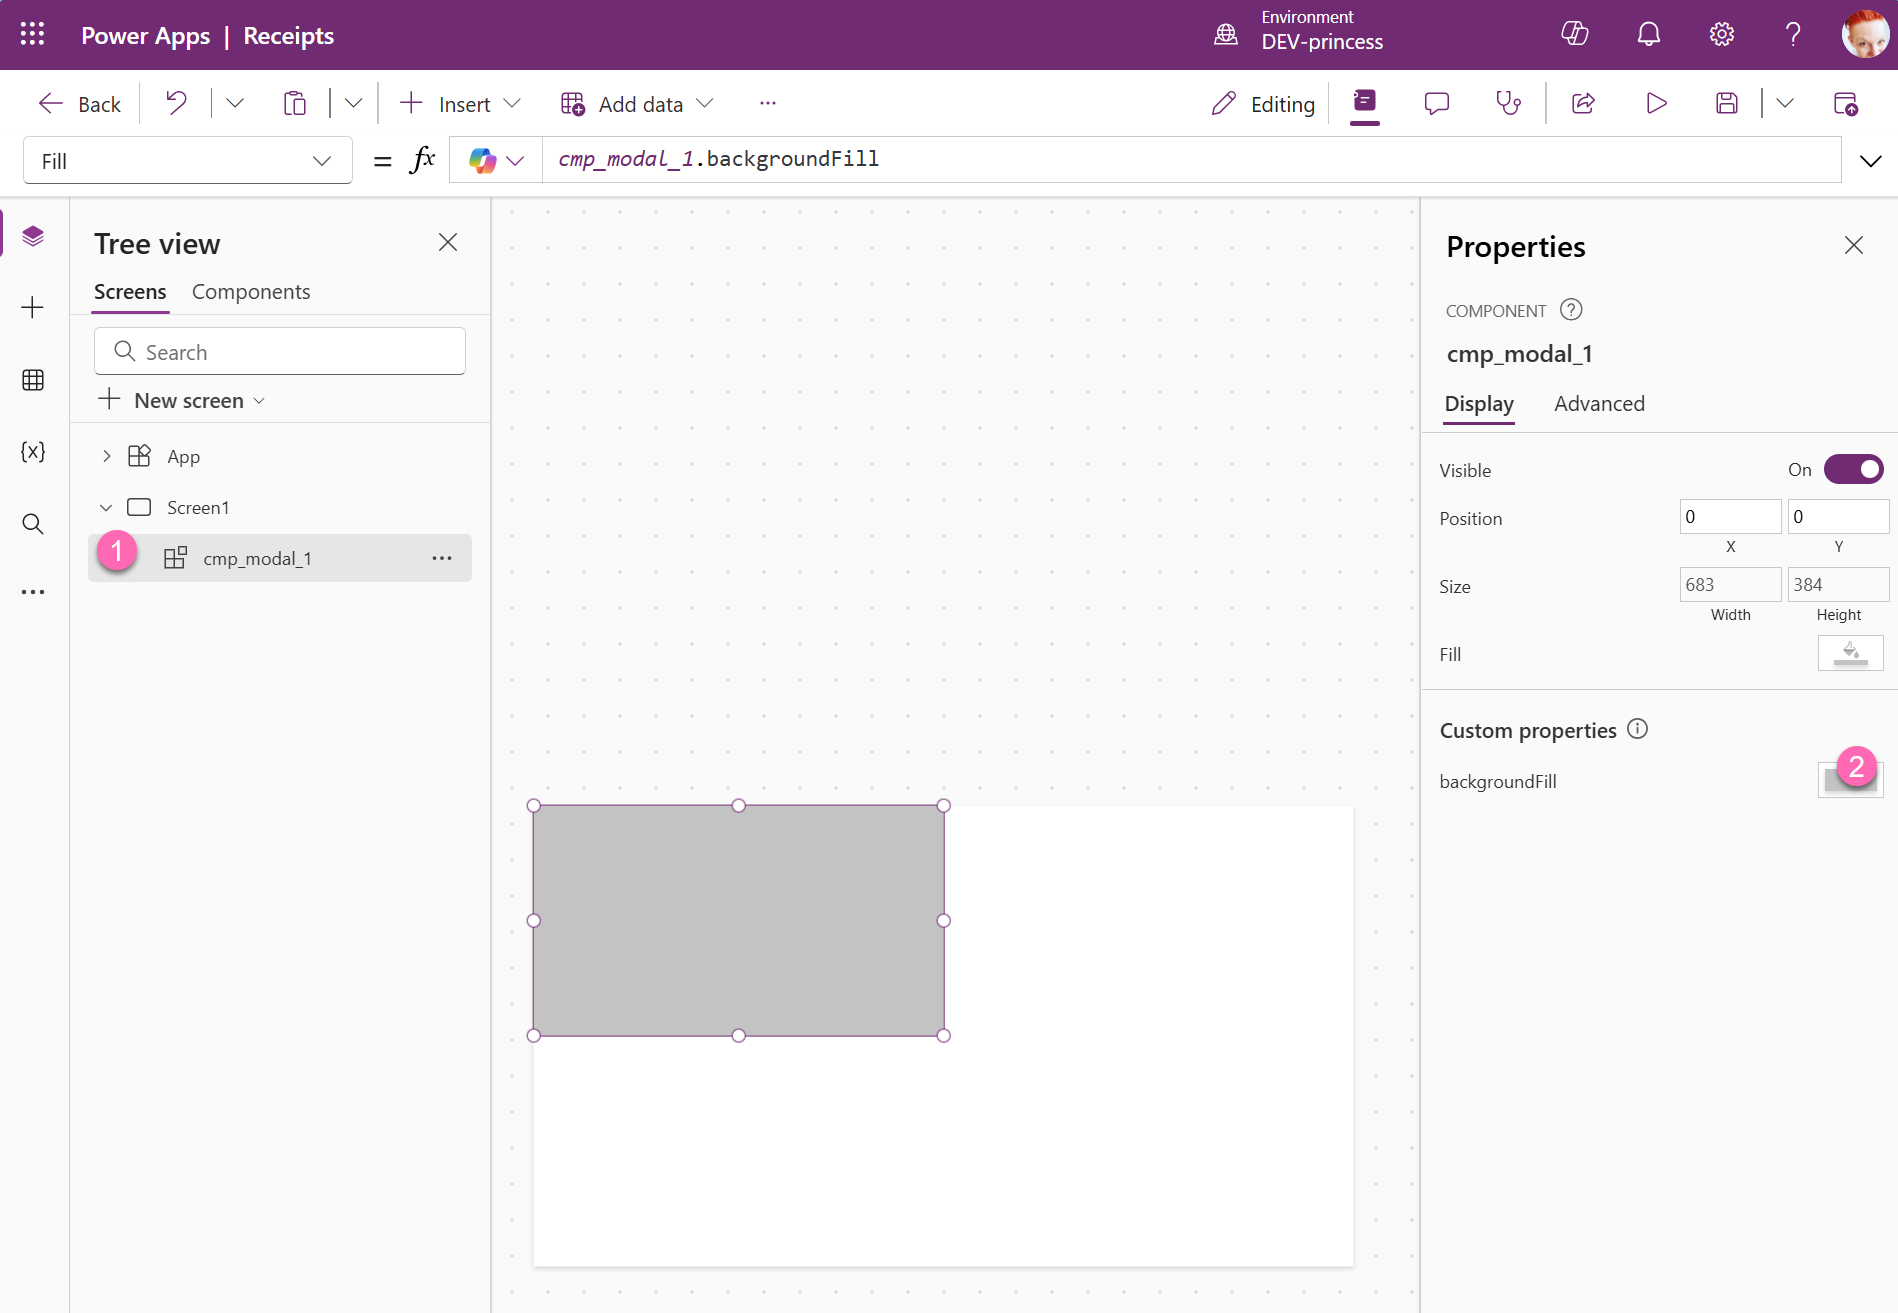 Power Apps | Receipts
Environment
DEV-princess
Back
Insert
Add data
Editing
Fill
= fx
cmp_modal_1.backgroundFill
Tree view
Screens
Components
Search
New screen
App
Screen1
1
cmp_modal_1
Properties
COMPONENT
cmp_modal_1
Display
Advanced
Visible
On
Position
0
0
X
Y
Size
683
384
Width
Height
Fill
Custom properties
backgroundFill
2